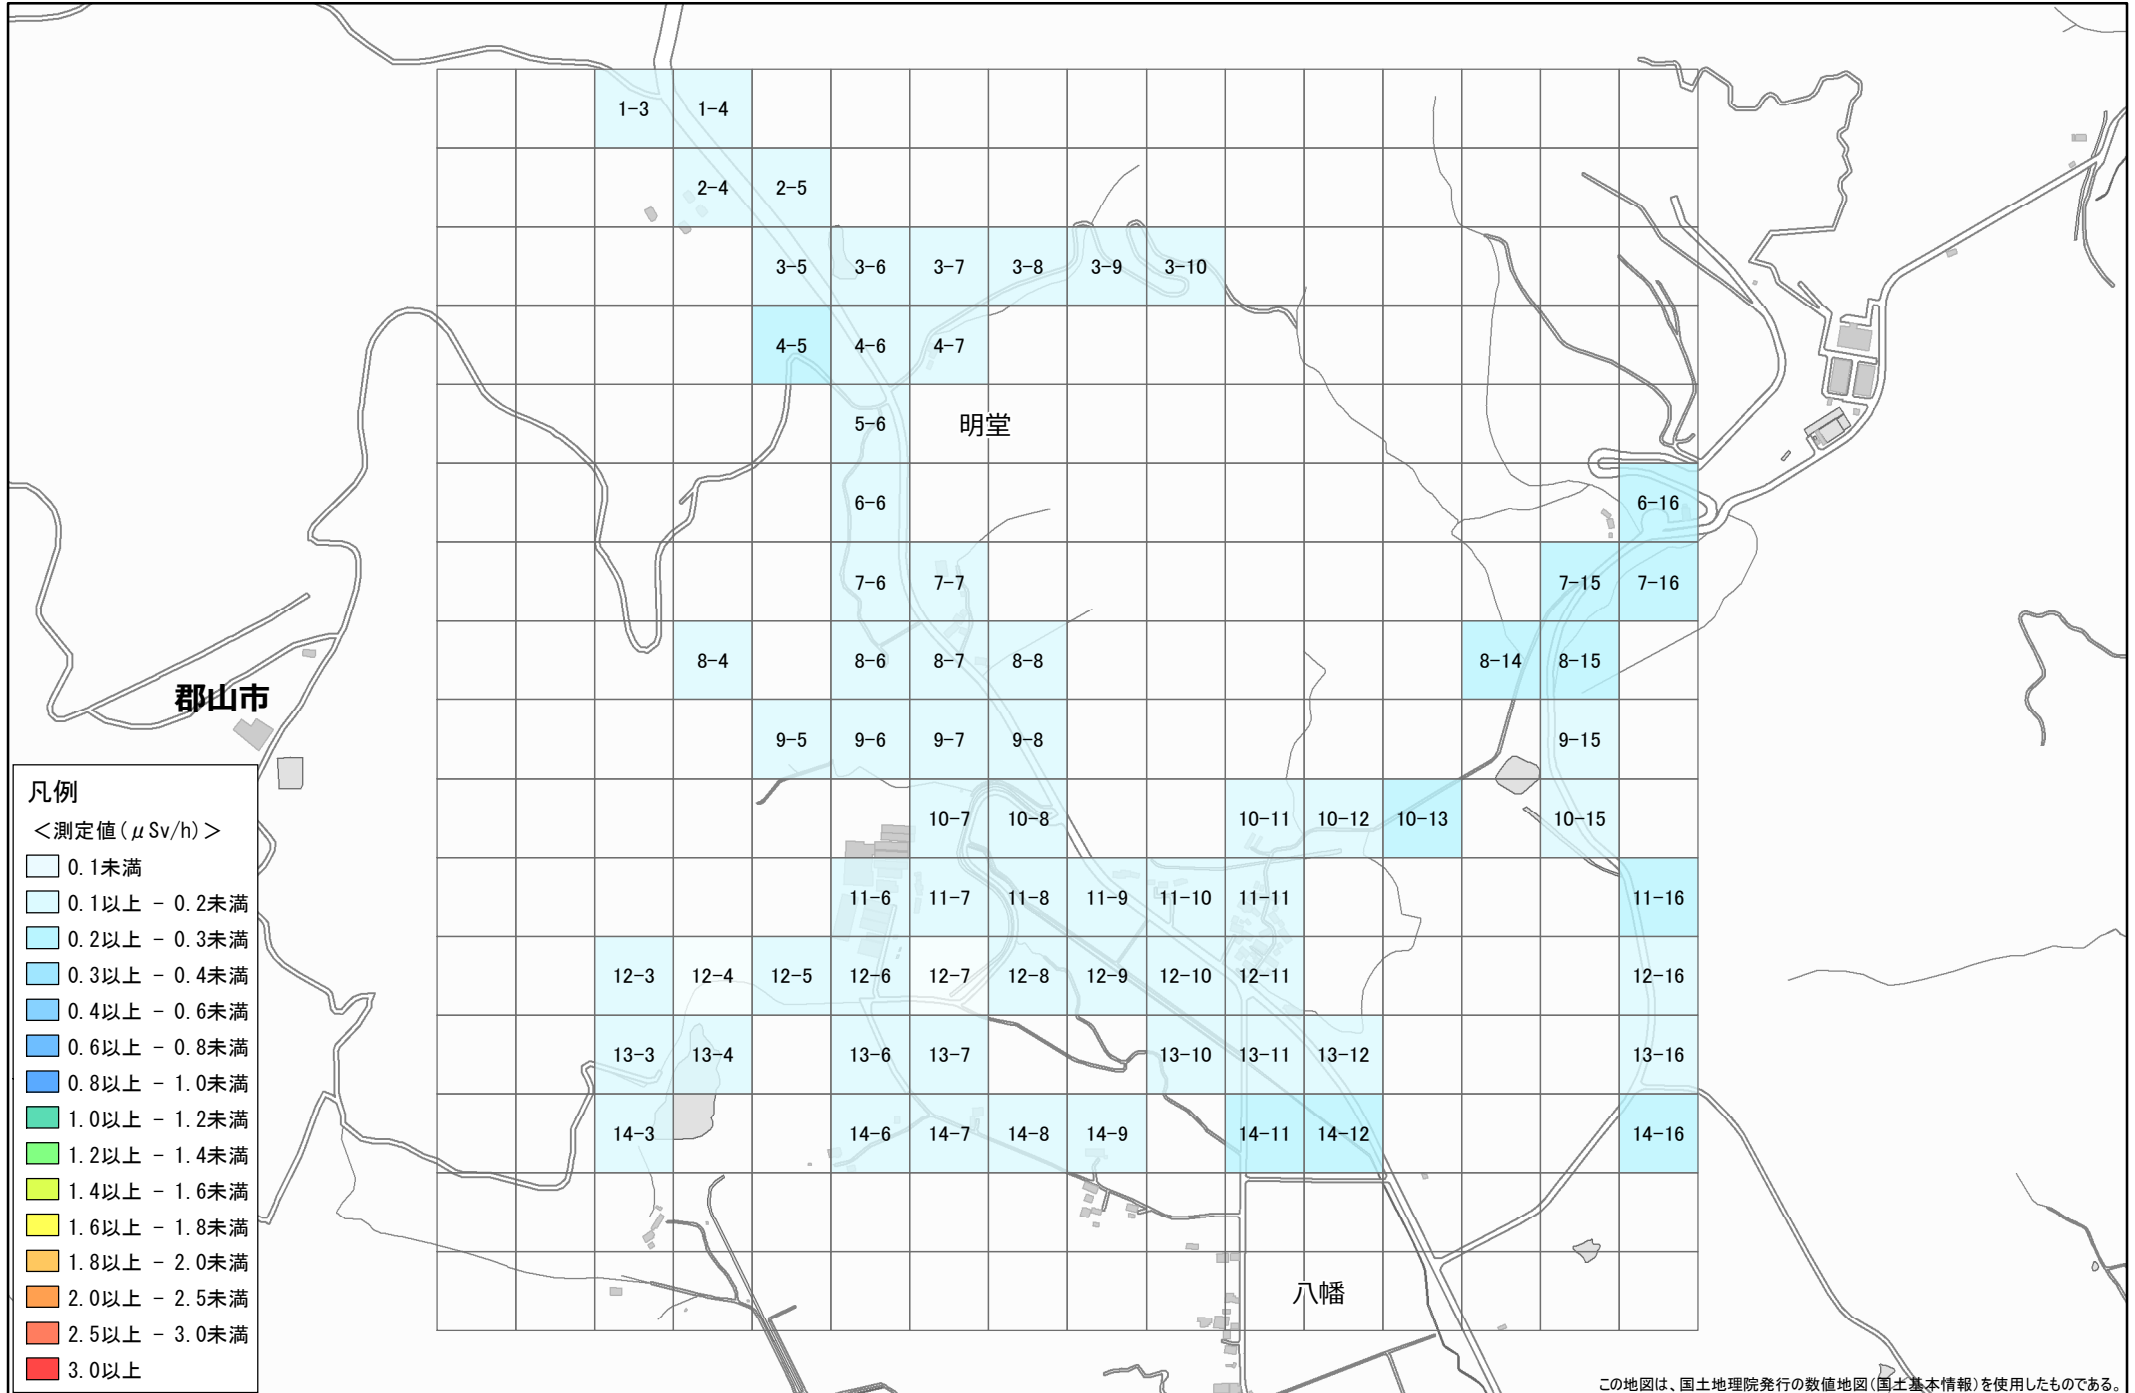 1-3 1-4
2-4 2-5
3-5 3-6 3-7 3-8 3-9 3-10
4-5 4-6 4-7
5-6 明堂
6-6 6-16
7-6 7-7 7-15 7-16
8-4 8-6 8-7 8-8 8-14 8-15
郡山市
9-5 9-6 9-7 9-8 9-15
10-7 10-8 10-11 10-12 10-13 10-15
11-6 11-7 11-8 11-9 11-10 11-11 11-16
12-3 12-4 12-5 12-6 12-7 12-8 12-9 12-10 12-11 12-16
13-3 13-4 13-6 13-7 13-10 13-11 13-12 13-16
14-3 14-6 14-7 14-8 14-9 14-11 14-12 14-16
八幡
凡例
＜測定値(μSv/h)＞
0.1未満
0.1以上 - 0.2未満
0.2以上 - 0.3未満
0.3以上 - 0.4未満
0.4以上 - 0.6未満
0.6以上 - 0.8未満
0.8以上 - 1.0未満
1.0以上 - 1.2未満
1.2以上 - 1.4未満
1.4以上 - 1.6未満
1.6以上 - 1.8未満
1.8以上 - 2.0未満
2.0以上 - 2.5未満
2.5以上 - 3.0未満
3.0以上
この地図は、国土地理院発行の数値地図(国土基本情報)を使用したものである。